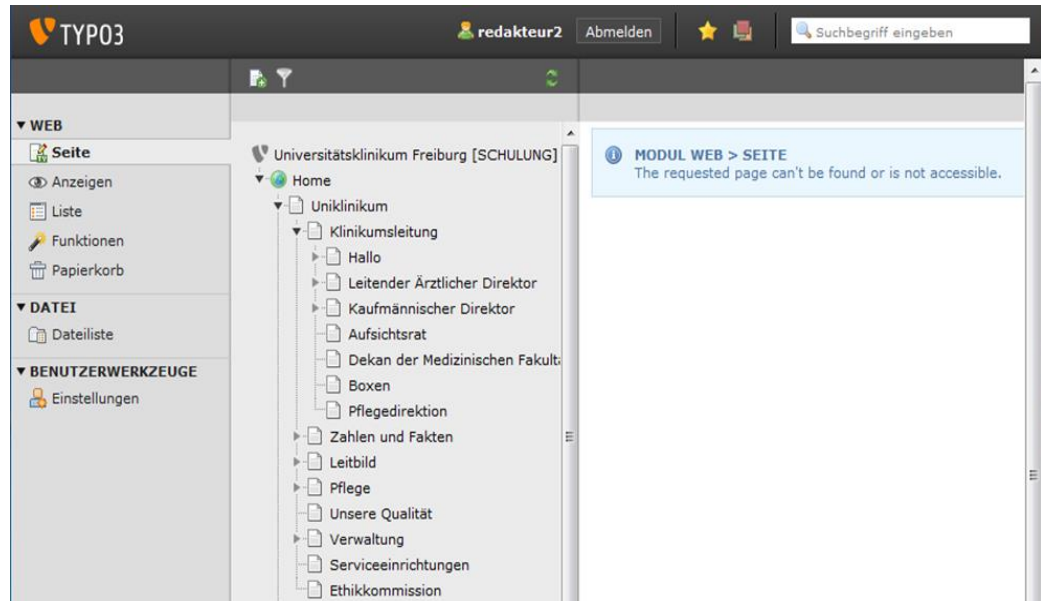 TYPO3
redakteur2
Abmelden
Suchbegriff eingeben
WEB
Seite
Anzeigen
Liste
Funktionen
Papierkorb
DATEI
Dateiliste
BENUTZERWERKZEUGE
Einstellungen
Universitätsklinikum Freiburg [SCHULUNG]
Home
Uniklinikum
Klinikumsleitung
Hallo
Leitender Ärztlicher Direktor
Kaufmännischer Direktor
Aufsichtsrat
Dekan der Medizinischen Fakult
Boxen
Pflegedirektion
Zahlen und Fakten
Leitbild
Pflege
Unsere Qualität
Verwaltung
Serviceeinrichtungen
Ethikkommission
MODUL WEB > SEITE
The requested page can't be found or is not accessible.